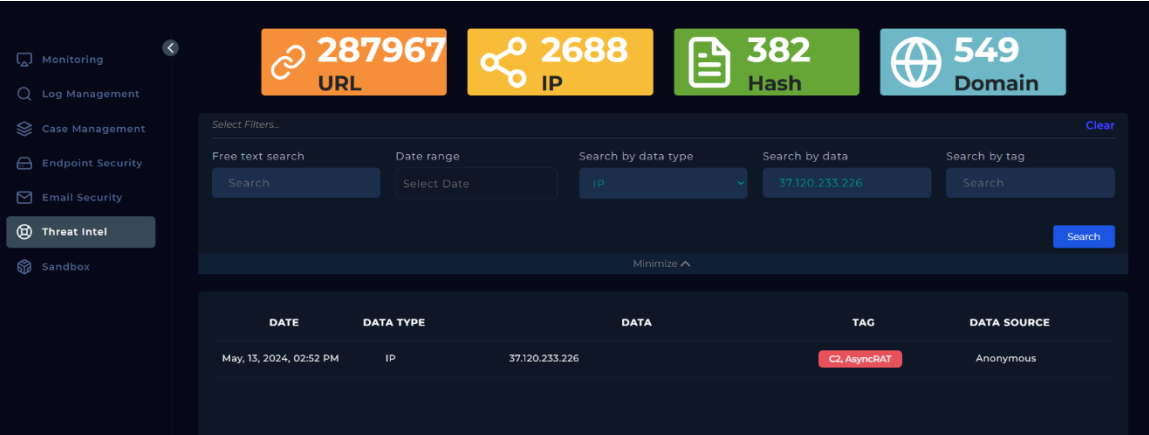 287967
URL
2688
IP
382
Hash
549
Domain
Monitoring
Log Management
Case Management
Endpoint Security
Email Security
Threat Intel
Sandbox
Select Filters...
Clear
Free text search
Date range
Search by data type
Search by data
Search by tag
Search
Select Date
IP
37.120.233.226
Search
Search
Minimize
DATE DATA TYPE DATA TAG DATA SOURCE
May, 13, 2024, 02:52 PM IP 37.120.233.226 C2, AsyncRAT Anonymous